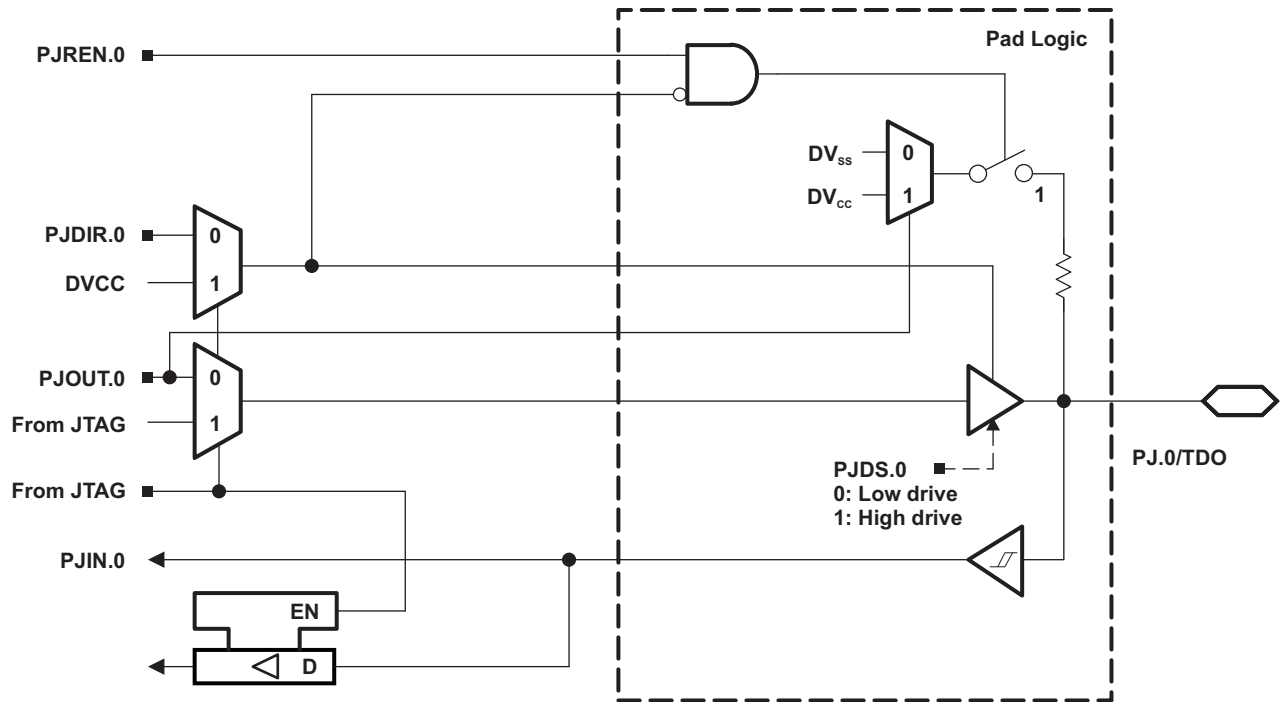 Pad Logic
PJREN.0
DVss
0
DVcc
1
1
PJDIR.0
0
DVCC
1
PJOUT.0
0
From JTAG
1
PJDS.0
0: Low drive
1: High drive
PJ.0/TDO
From JTAG
PJIN.0
EN
D